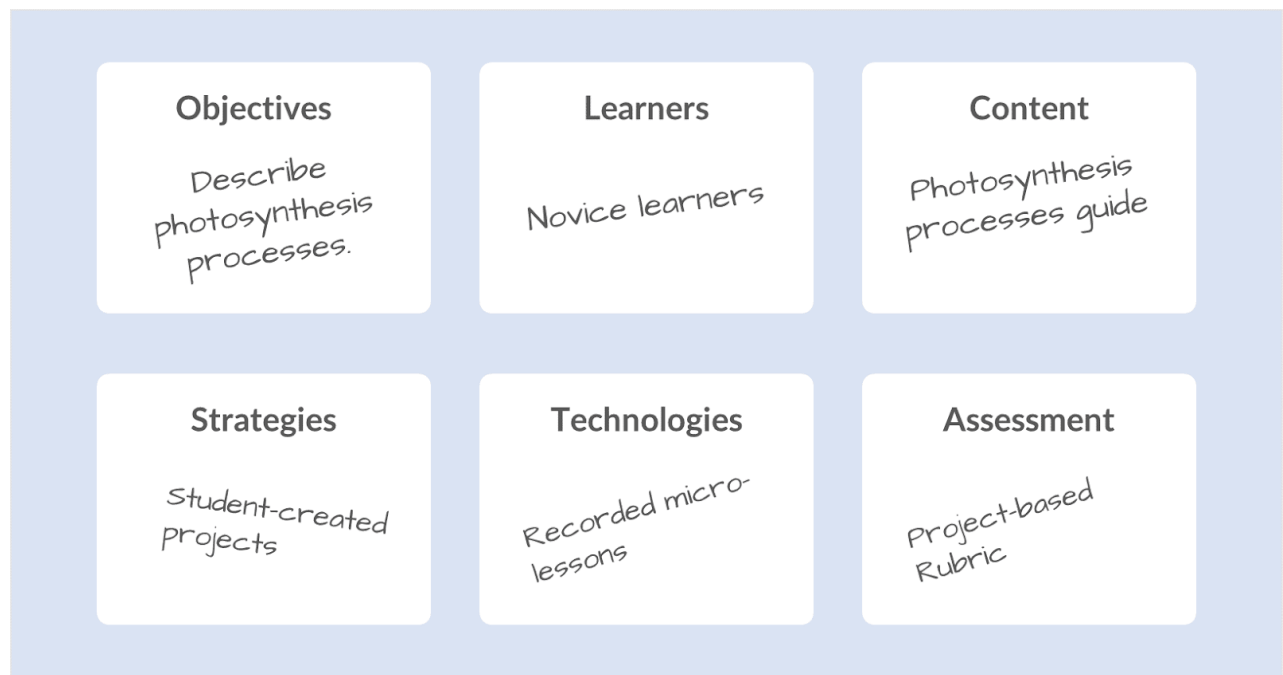 Objectives
Describe
photosynthesis
processes.
Learners
Novice learners
Content
Photosynthesis
processes guide
Strategies
Student-created
projects
Technologies
Recorded micro-
lessons
Assessment
Project-based
Rubric